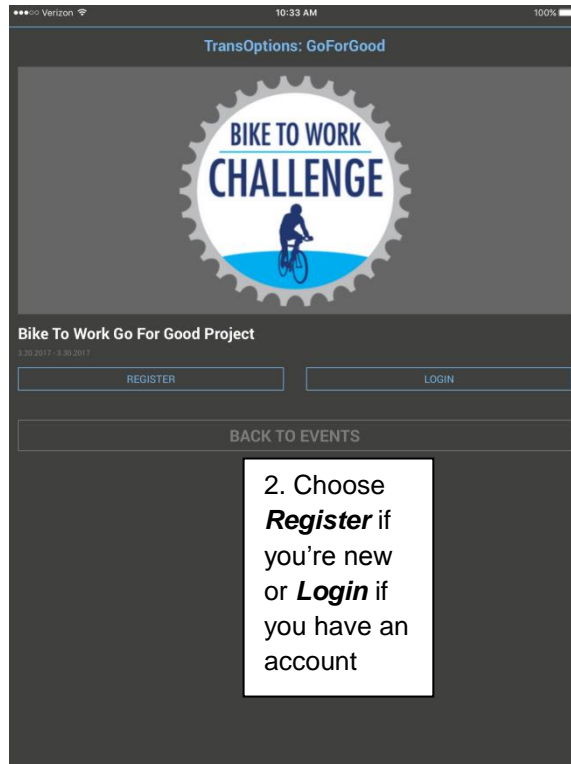 ●●●○○ Verizon 10:33 AM 100%
TransOptions: GoForGood
BIKE TO WORK
CHALLENGE
Bike To Work Go For Good Project
3.20.2017 - 3.30.2017
REGISTER LOGIN
BACK TO EVENTS
2. Choose
Register if
you’re new
or Login if
you have an
account